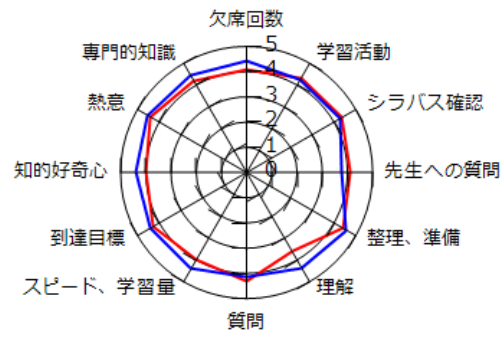 欠席回数
学習活動
シラバス確認
先生への質問
整理、準備
理解
質問
スピード、学習量
到達目標
知的好奇心
熱意
専門的知識
5
4
3
2
1
0